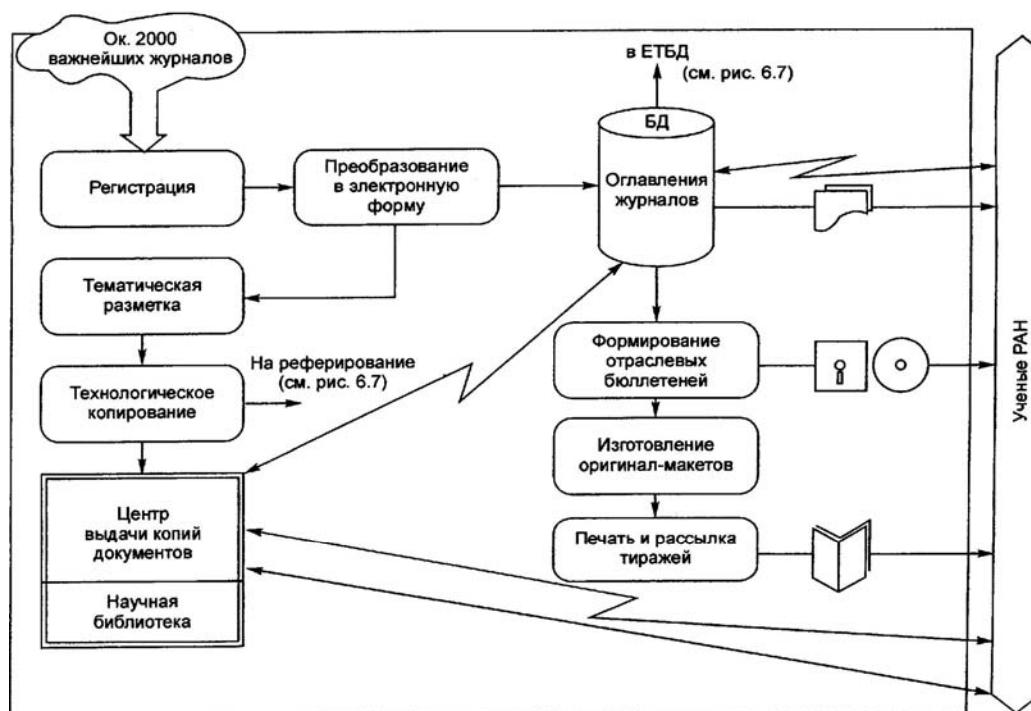 Ок. 2000
важнейших журналов
в ЕТБД
(см. рис. 6.7)
БД
Оглавления
журналов
Регистрация
Преобразование
в электронную
форму
Тематическая
разметка
На реферирование
(см. рис. 6.7)
Технологическое
копирование
Формирование
отраслевых
бюллетеней
Изготовление
оригинал-макетов
Центр
выдачи копий
документов
Печать и рассылка
тиражей
Научная
библиотека
Ученые РАН